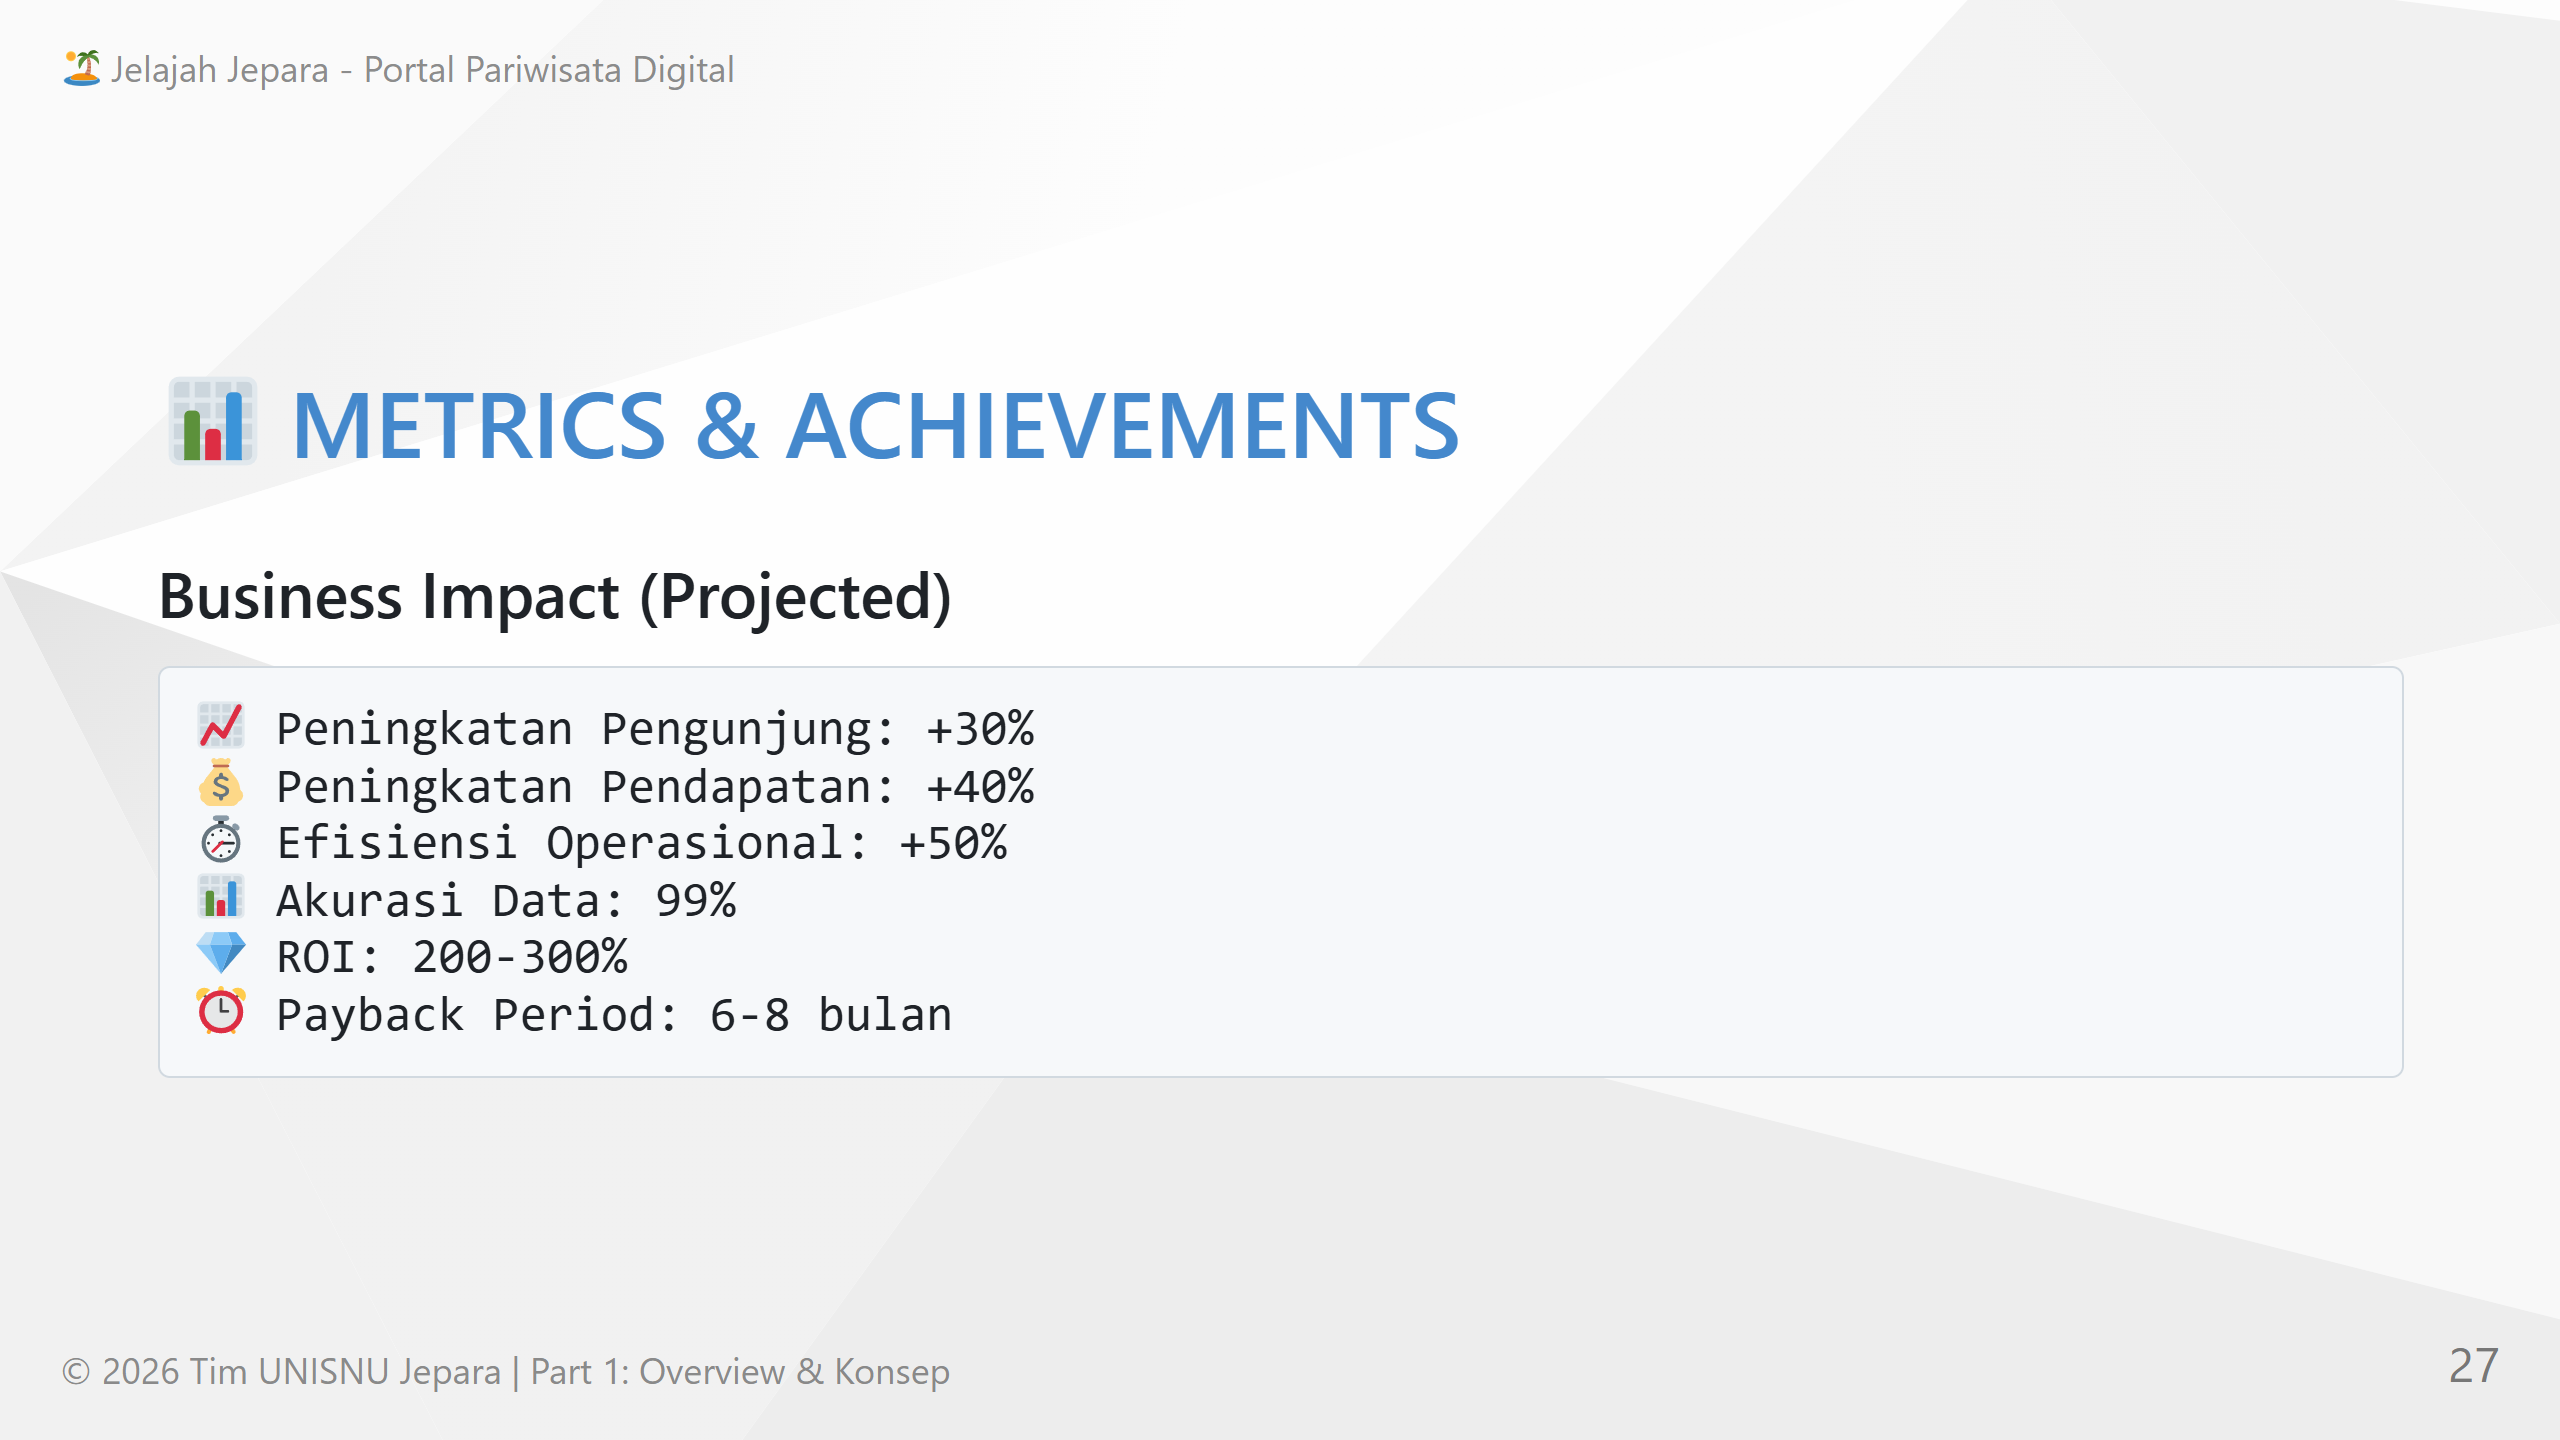 Jelajah Jepara - Portal Pariwisata Digital
METRICS & ACHIEVEMENTS
Business Impact (Projected)
Peningkatan Pengunjung: +30%
Peningkatan Pendapatan: +40%
Efisiensi Operasional: +50%
Akurasi Data: 99%
ROI: 200-300%
Payback Period: 6-8 bulan
© 2026 Tim UNISNU Jepara | Part 1: Overview & Konsep
27